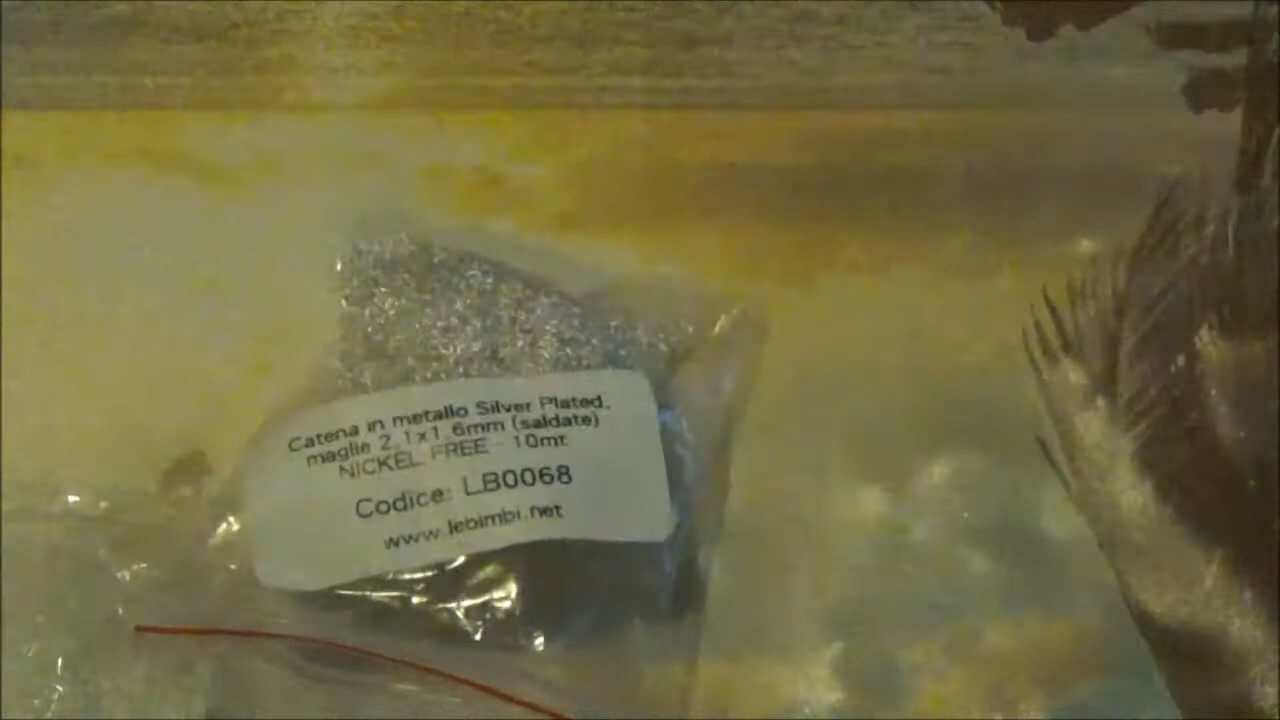 Catena in metallo Silver Plated,
maglie 2,1x1,6mm (saldate)
NICKEL FREE - 10mt
Codice: LB0068
www.lebimbi.net